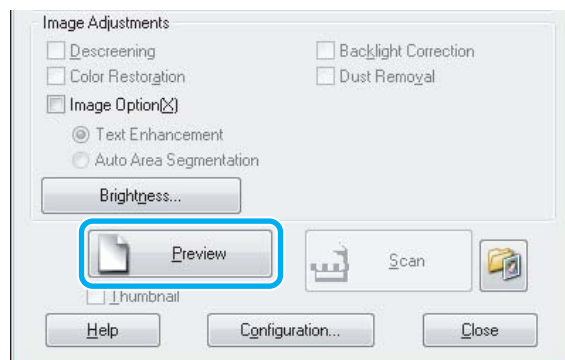 Image Adjustments
Descreening Backlight Correction
Color Restoration Dust Removal
Image Option(X)
Text Enhancement
Auto Area Segmentation
Brightness...
Preview Scan
Thumbnail
Help Configuration... Close